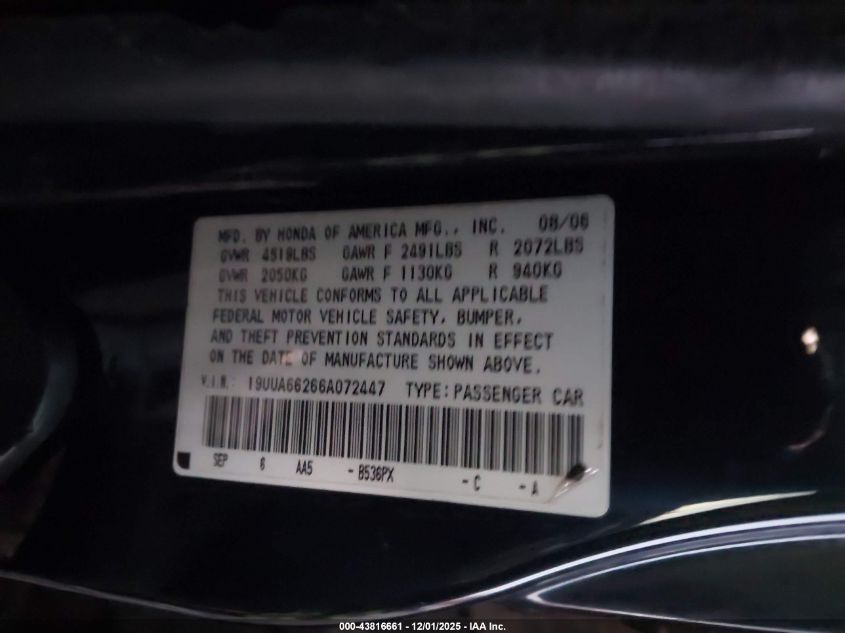 MFD. BY HONDA OF AMERICA MFG., INC. 08/06
GVWR 4519LBS GAWR F 2491LBS R 2072LBS
GVWR 2050KG GAWR F 1130KG R 940KG
THIS VEHICLE CONFORMS TO ALL APPLICABLE
FEDERAL MOTOR VEHICLE SAFETY, BUMPER,
AND THEFT PREVENTION STANDARDS IN EFFECT
ON THE DATE OF MANUFACTURE SHOWN ABOVE.
V.I.N.: 19UUA66266A072447 TYPE:PASSENGER CAR
SEP 6 AA5 -B536PX -C -A
000-43816661 - 12/01/2025 - IAA Inc.